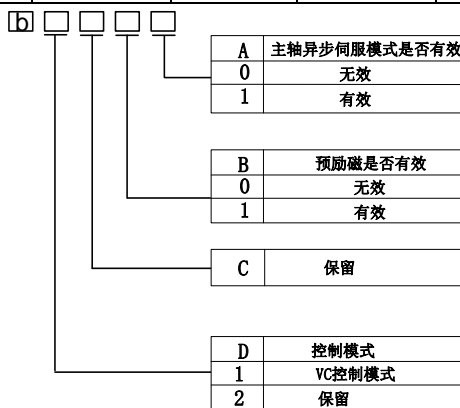 b
A 主轴异步伺服模式是否有效
0 无效
1 有效
B 预励磁是否有效
0 无效
1 有效
C 保留
D 控制模式
1 VC控制模式
2 保留